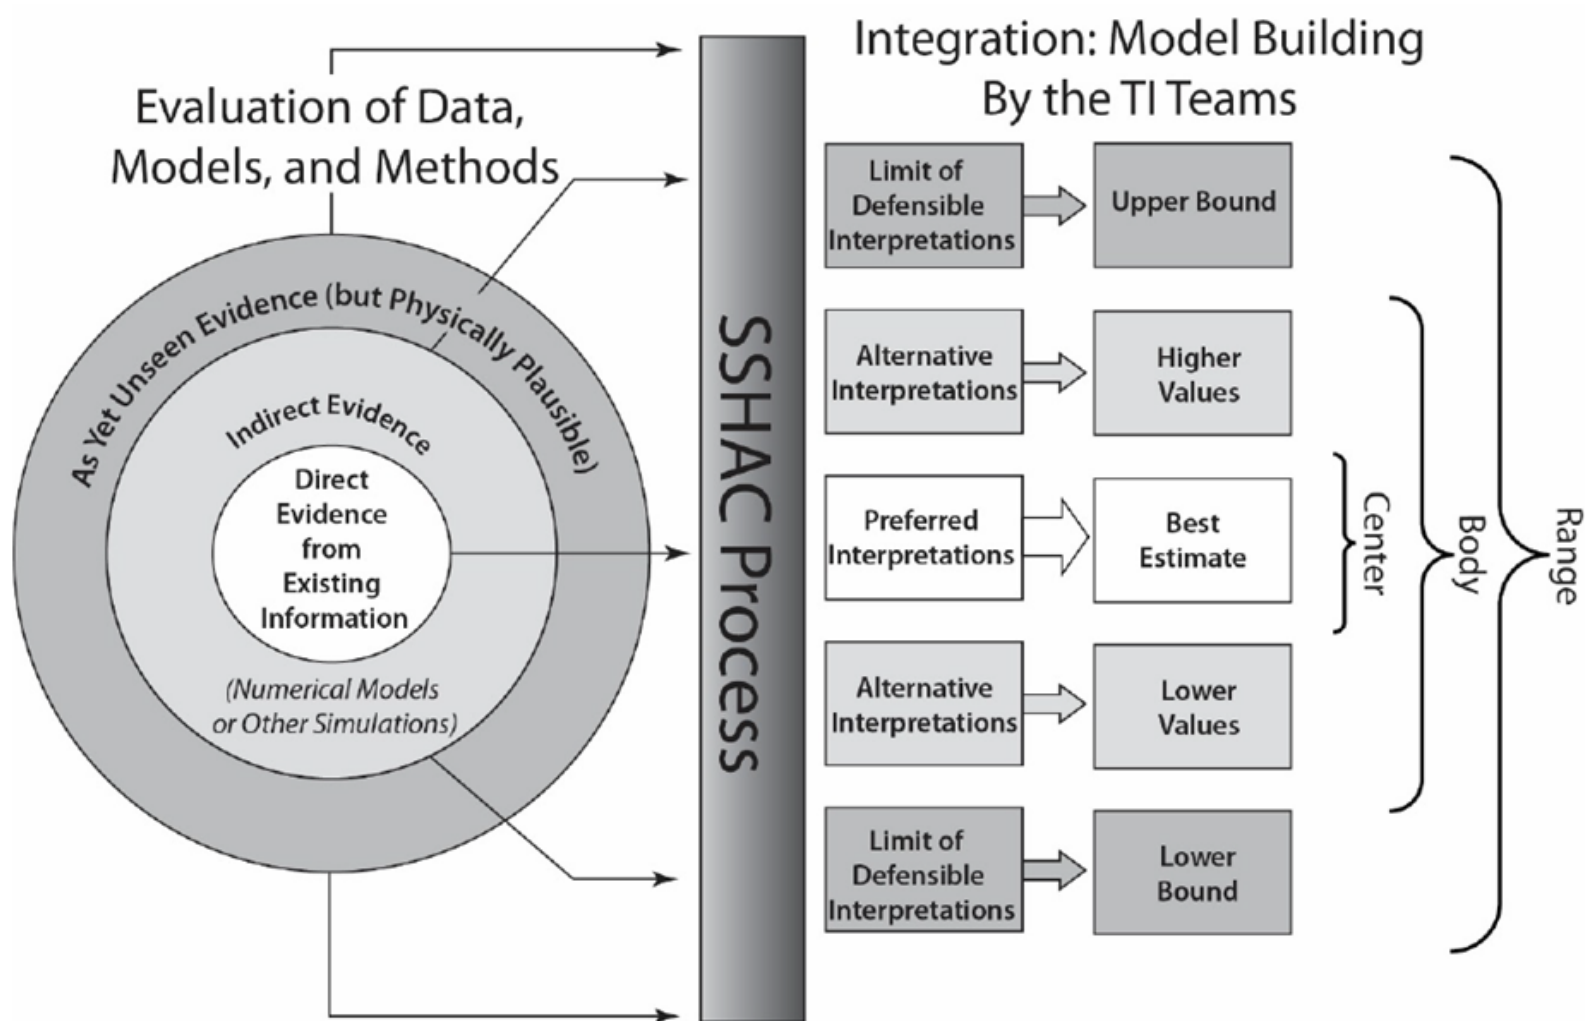 Evaluation of Data,
Models, and Methods
As Yet Unseen Evidence (but Physically Plausible)
Indirect Evidence
Direct
Evidence
from
Existing
Information
(Numerical Models
or Other Simulations)
SSHAC Process
Integration: Model Building
By the TI Teams
Limit of
Defensible
Interpretations
Upper Bound
Alternative
Interpretations
Higher
Values
Preferred
Interpretations
Best
Estimate
Alternative
Interpretations
Lower
Values
Limit of
Defensible
Interpretations
Lower
Bound
Center
Body
Range